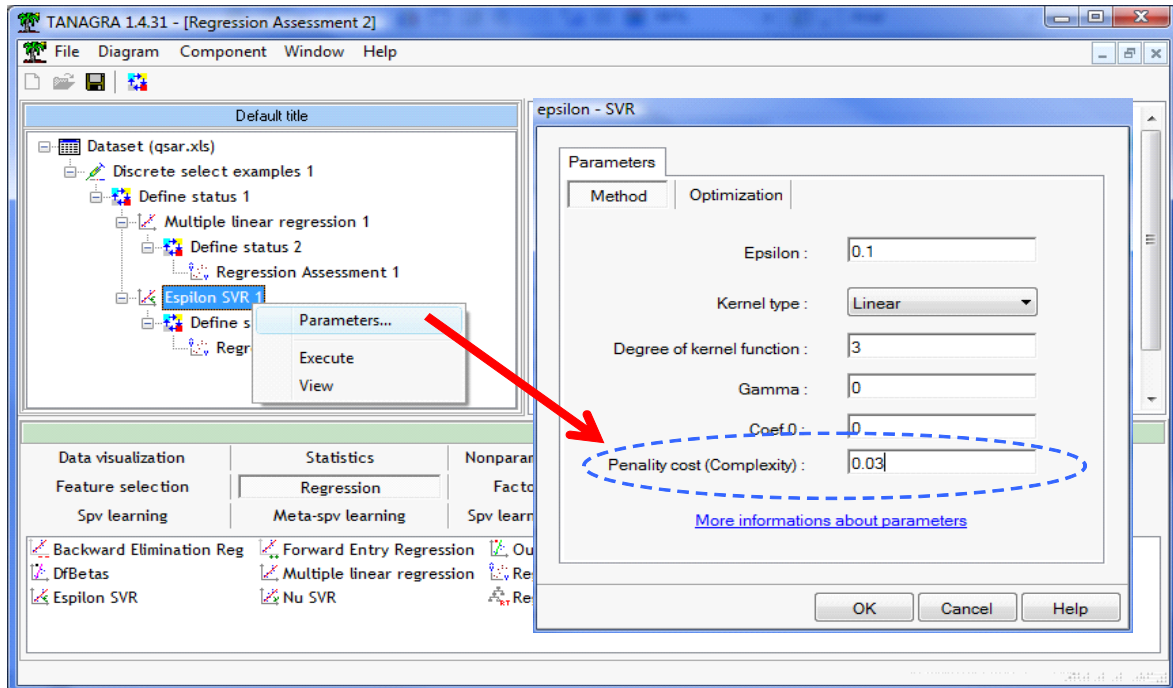 TANAGRA 1.4.31 - [Regression Assessment 2]
File Diagram Component Window Help
Default title
Dataset (qsar.xls)
Discrete select examples 1
Define status 1
Multiple linear regression 1
Define status 2
Regression Assessment 1
Espilon SVR 1
Define s
Regr
Parameters...
Execute
View
epsilon - SVR
Parameters
Method Optimization
Epsilon : 0.1
Kernel type : Linear
Degree of kernel function : 3
Gamma : 0
Coef 0 : 0
Penality cost (Complexity) : 0.03
More informations about parameters
OK Cancel Help
Data visualization Statistics Nonparar
Feature selection Regression Facto
Spv learning Meta-spv learning Spv learn
Backward Elimination Reg Forward Entry Regression Ou
DfBetas Multiple linear regression Re
Espilon SVR Nu SVR Re